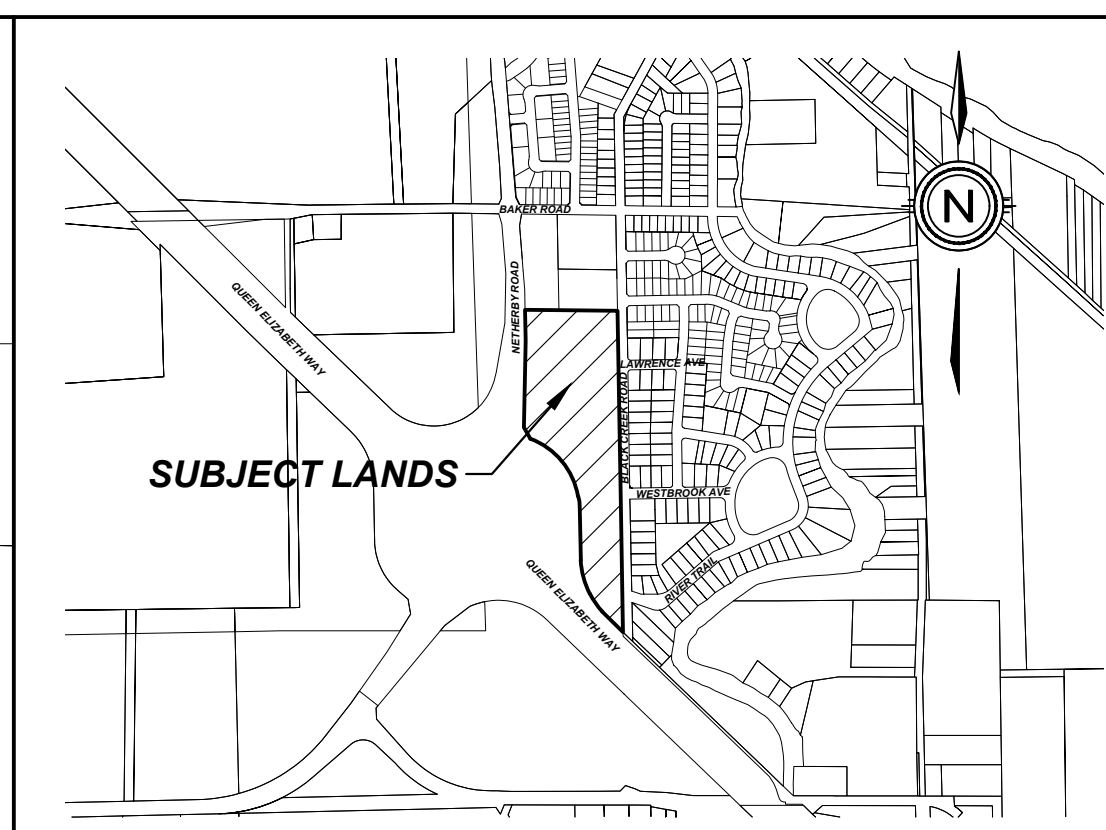 N
BAKER ROAD
QUEEN ELIZABETH WAY
NETHERBY ROAD
LAWRENCE AVE
BLACK CREEK ROAD
SUBJECT LANDS
WESTBROOK AVE
RIVER TRAIL
QUEEN ELIZABETH WAY